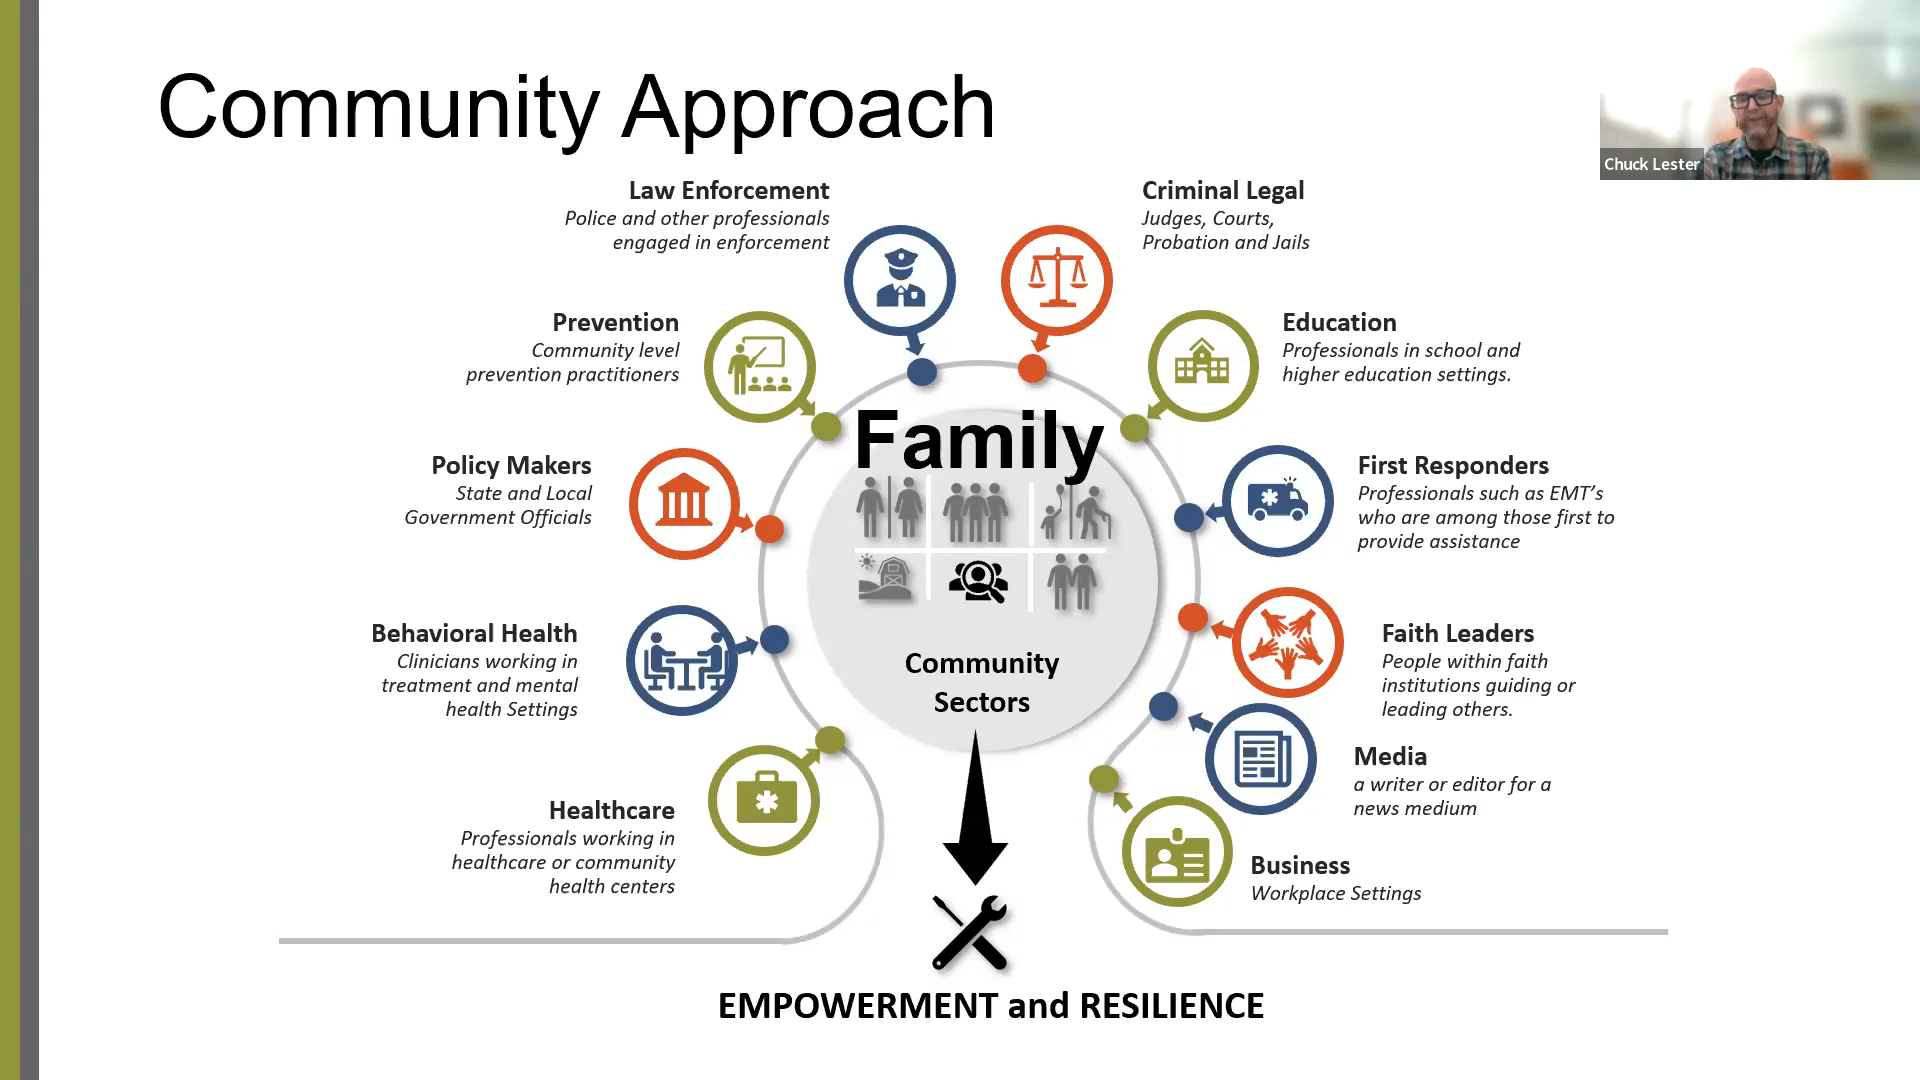 Community Approach
Chuck Lester
Law Enforcement
Police and other professionals
engaged in enforcement
Criminal Legal
Judges, Courts,
Probation and Jails
Prevention
Community level
prevention practitioners
Education
Professionals in school and
higher education settings.
Family
Policy Makers
State and Local
Government Officials
First Responders
Professionals such as EMT’s
who are among those first to
provide assistance
Behavioral Health
Clinicians working in
treatment and mental
health Settings
Community
Sectors
Faith Leaders
People within faith
institutions guiding or
leading others.
Media
a writer or editor for a
news medium
Healthcare
Professionals working in
healthcare or community
health centers
Business
Workplace Settings
EMPOWERMENT and RESILIENCE